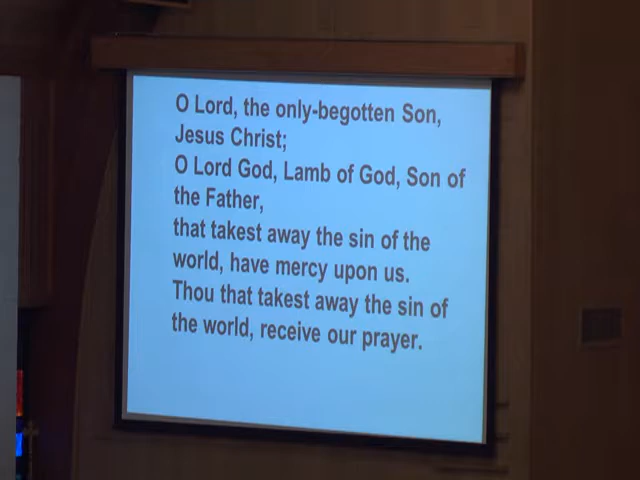 O Lord, the only-begotten Son,
Jesus Christ;
O Lord God, Lamb of God, Son of
the Father,
that takest away the sin of the
world, have mercy upon us.
Thou that takest away the sin of
the world, receive our prayer.